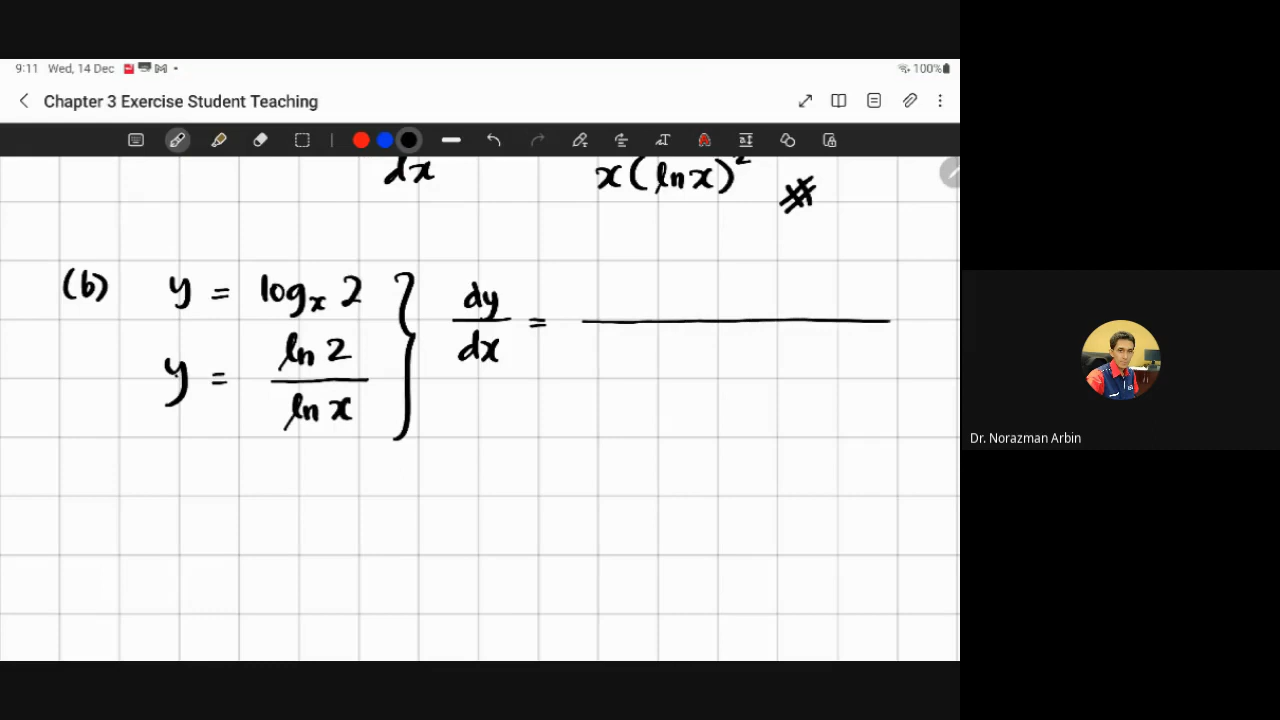 9:11 Wed, 14 Dec 100%
Chapter 3 Exercise Student Teaching
dx x(ln x)²
(b) y = log_x 2
dy/dx =
y = ln 2/ln x
Dr. Norazman Arbin